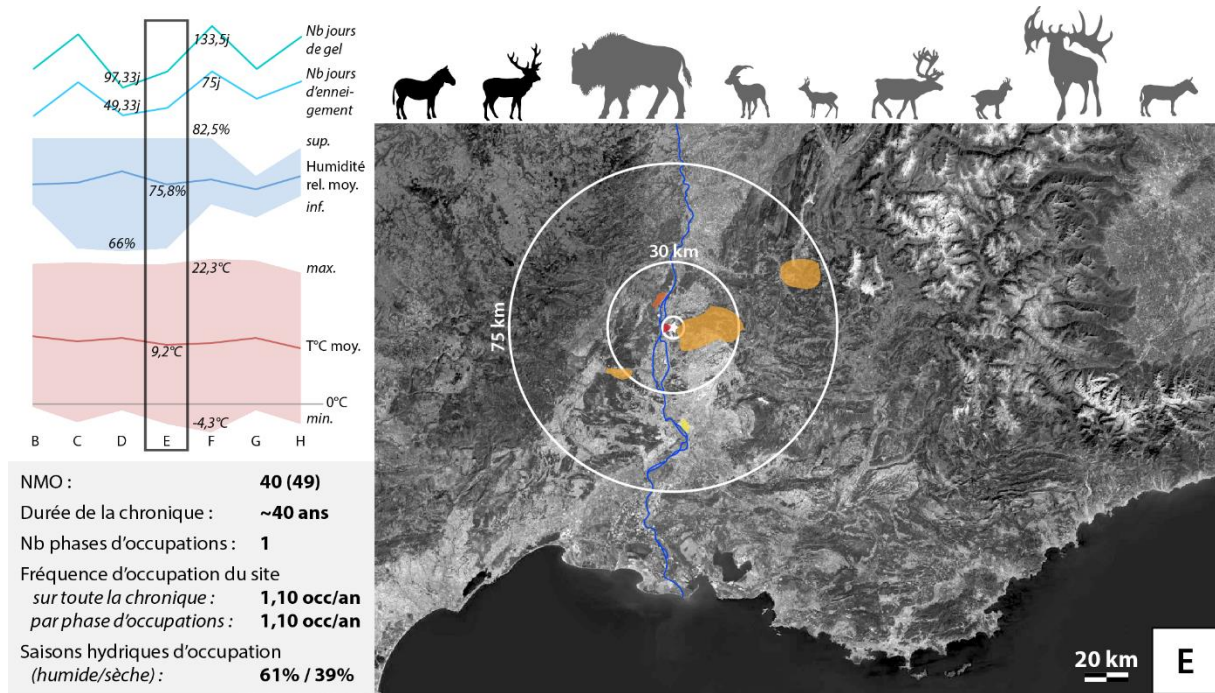 Nb jours
de gel
133,5j
97,33j
Nb jours
d'ennei-
gement
75j
49,33j
82,5%
sup.
Humidité
rel. moy.
75,8%
inf.
66%
22,3°C
max.
T°C moy.
9,2°C
0°C
min.
-4,3°C
B C D E F G H
NMO : 40 (49)
Durée de la chronique : ~40 ans
Nb phases d'occupations : 1
Fréquence d'occupation du site
sur toute la chronique : 1,10 occ/an
par phase d'occupations : 1,10 occ/an
Saisons hydriques d'occupation
(humide/sèche) : 61% / 39%
30 km
75 km
20 km
E